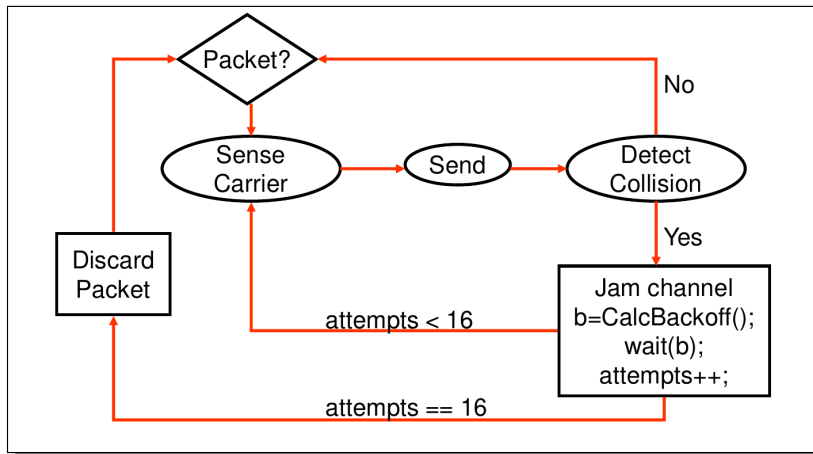 Packet?
No
Sense
Carrier
Send
Detect
Collision
Yes
Discard
Packet
Jam channel
b=CalcBackoff();
wait(b);
attempts++;
attempts < 16
attempts == 16